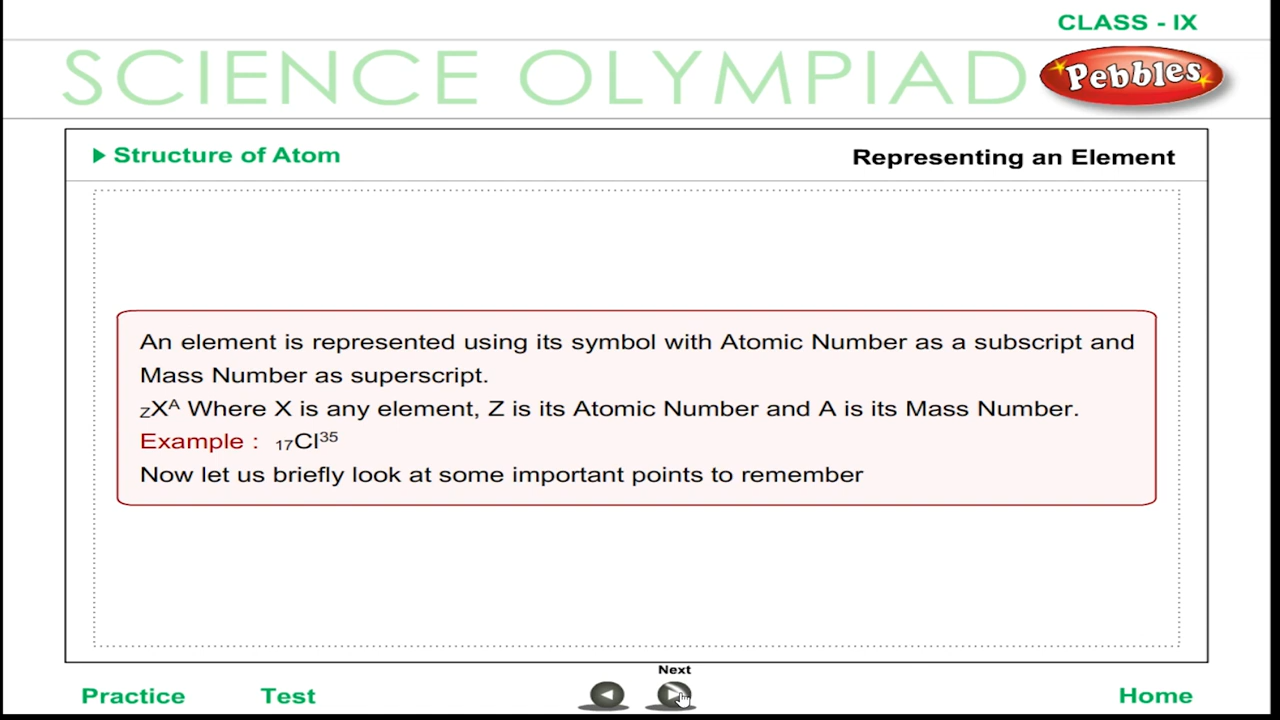 CLASS - IX
SCIENCE OLYMPIAD
Pebbles
Structure of Atom
Representing an Element
An element is represented using its symbol with Atomic Number as a subscript and
Mass Number as superscript.
ZXᴬ Where X is any element, Z is its Atomic Number and A is its Mass Number.
Example : ₁₇Cl³⁵
Now let us briefly look at some important points to remember
Next
Practice
Test
Home